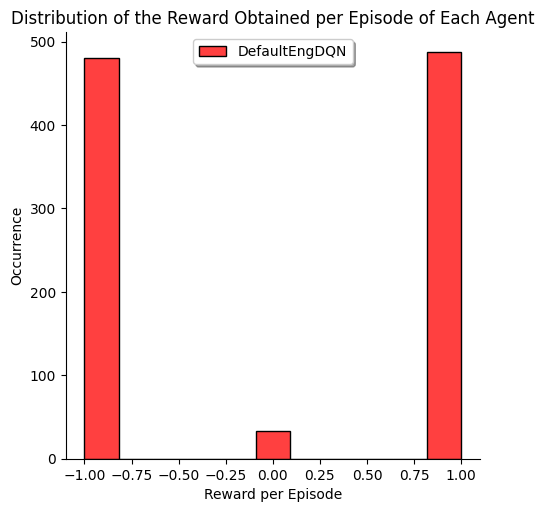 Distribution of the Reward Obtained per Episode of Each Agent
DefaultEngDQN
500
400
300
200
100
0
Occurrence
−1.00 −0.75 −0.50 −0.25 0.00 0.25 0.50 0.75 1.00
Reward per Episode